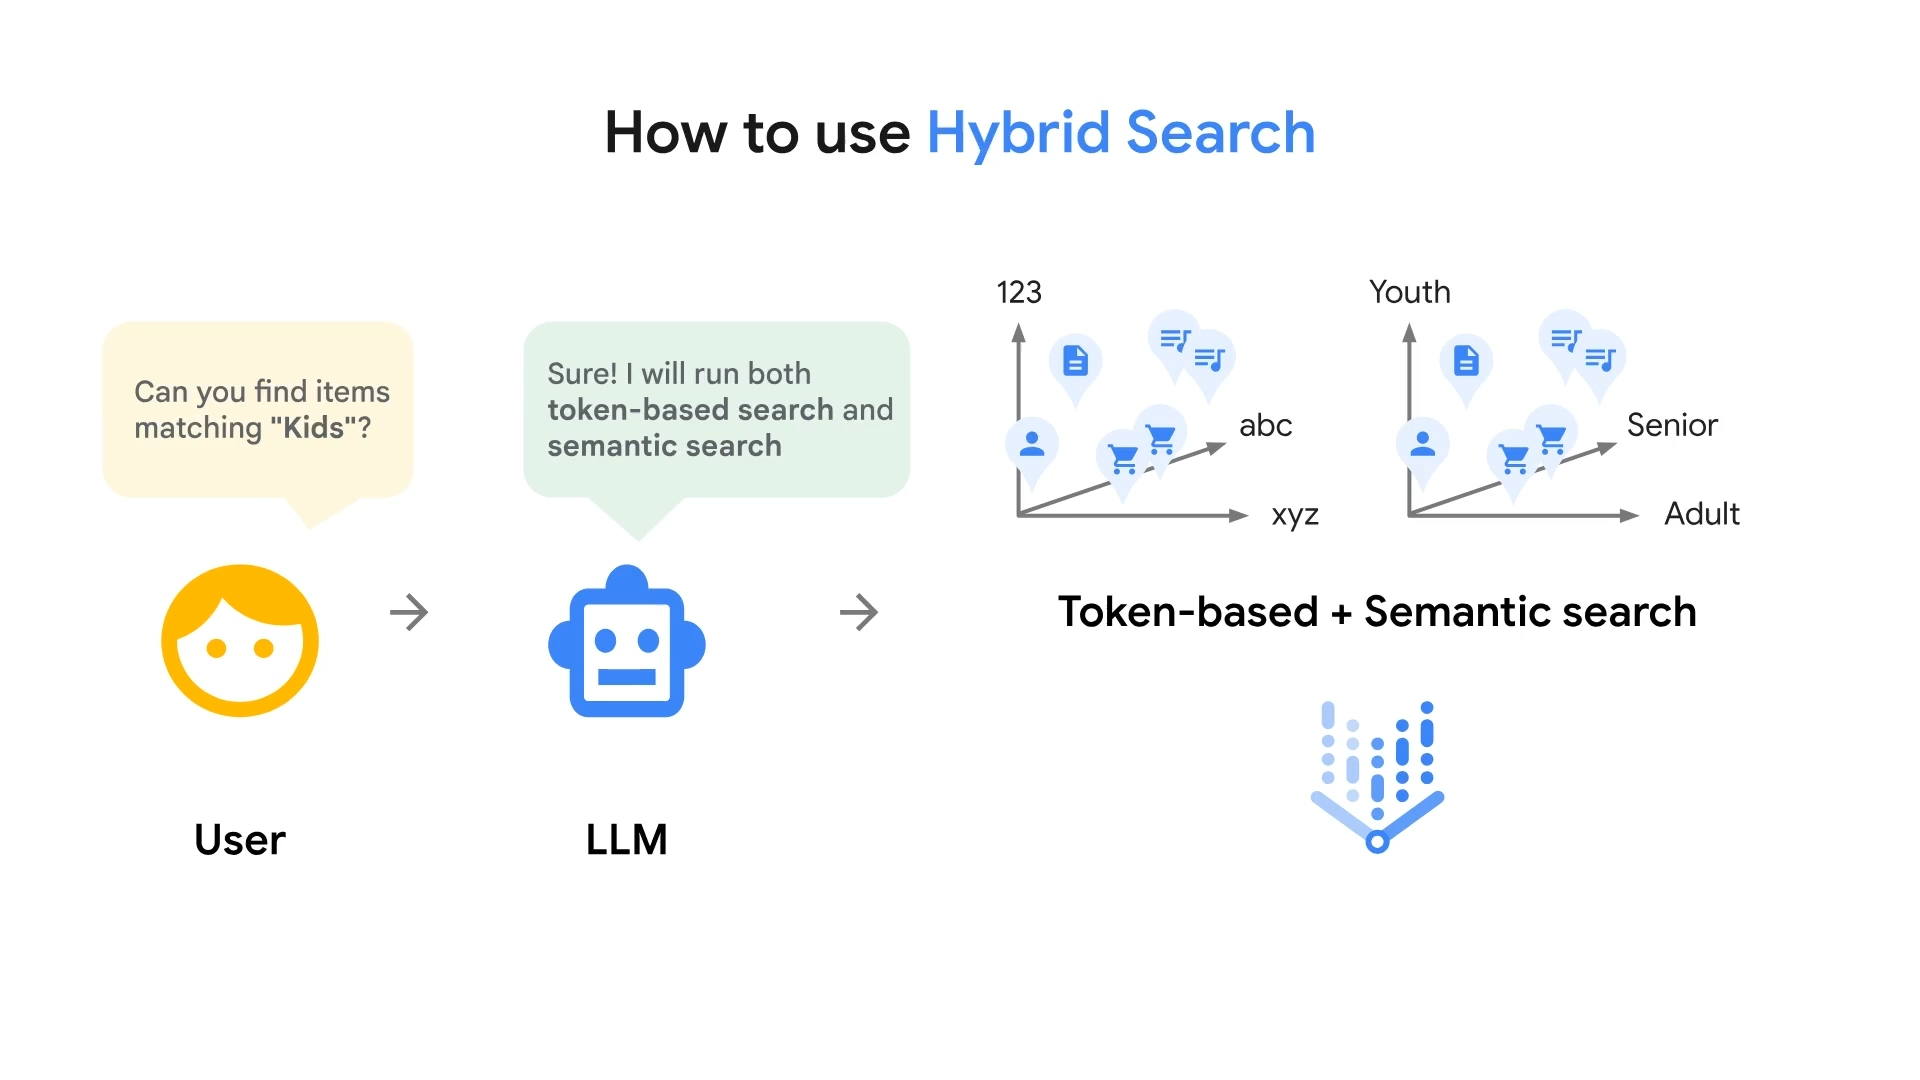 How to use Hybrid Search
Can you find items
matching "Kids"?
Sure! I will run both
token-based search and
semantic search
123
abc
xyz
Youth
Senior
Adult
Token-based + Semantic search
User
LLM